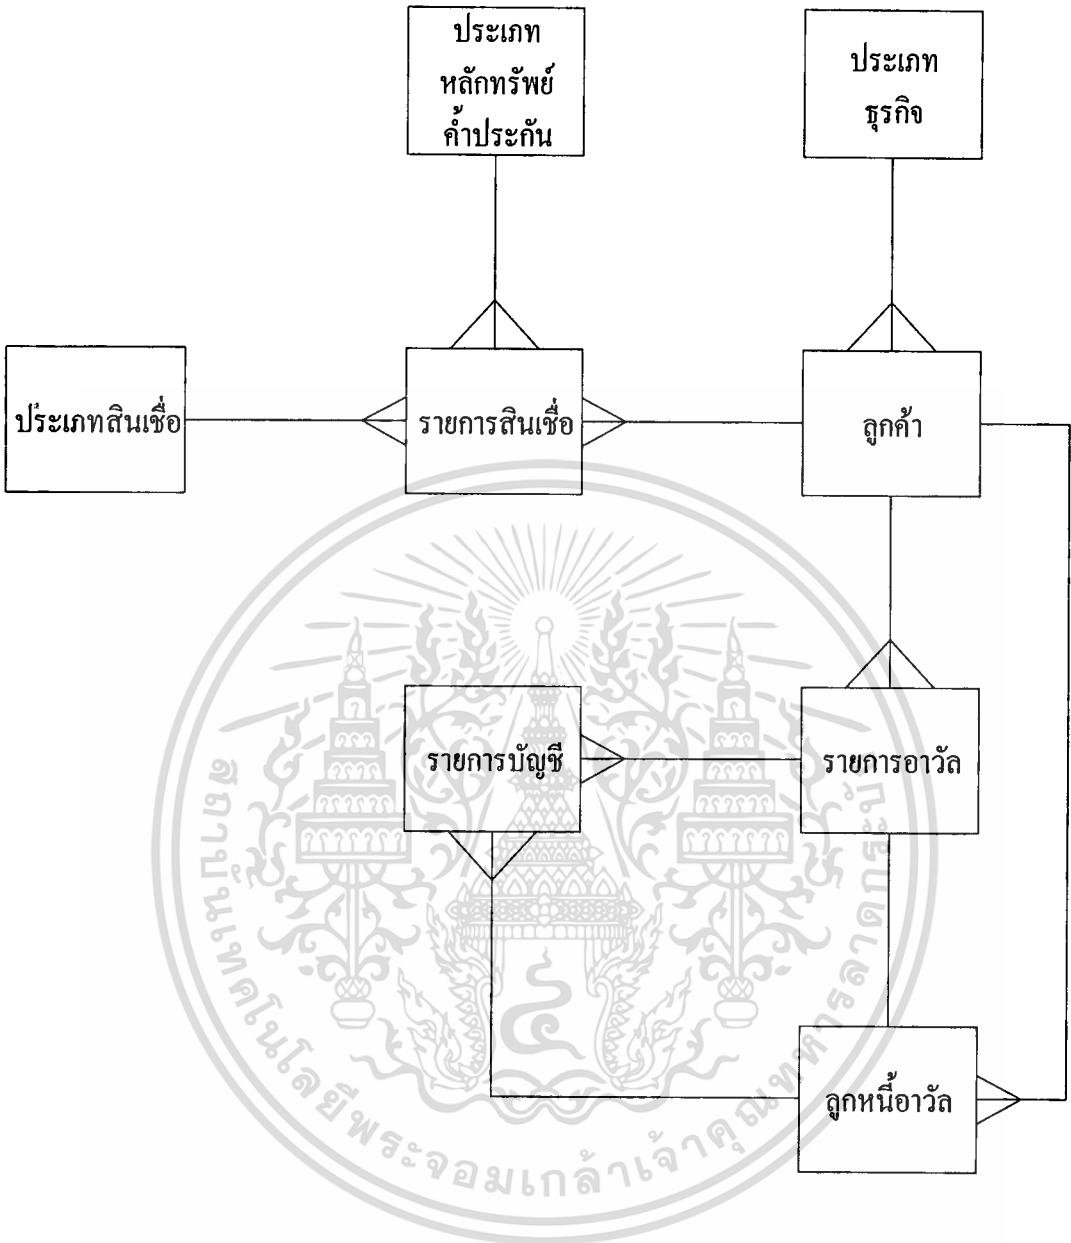 ประเภท
หลักทรัพย์
ค้ำประกัน
ประเภท
ธุรกิจ
ประเภทสินเชื่อ
รายการสินเชื่อ
ลูกค้า
รายการบัญชี
รายการอาวัล
ลูกหนี้อาวัล
สถาบันเทคโนโลยีพระจอมเกล้าเจ้าคุณทหารลาดกระบัง